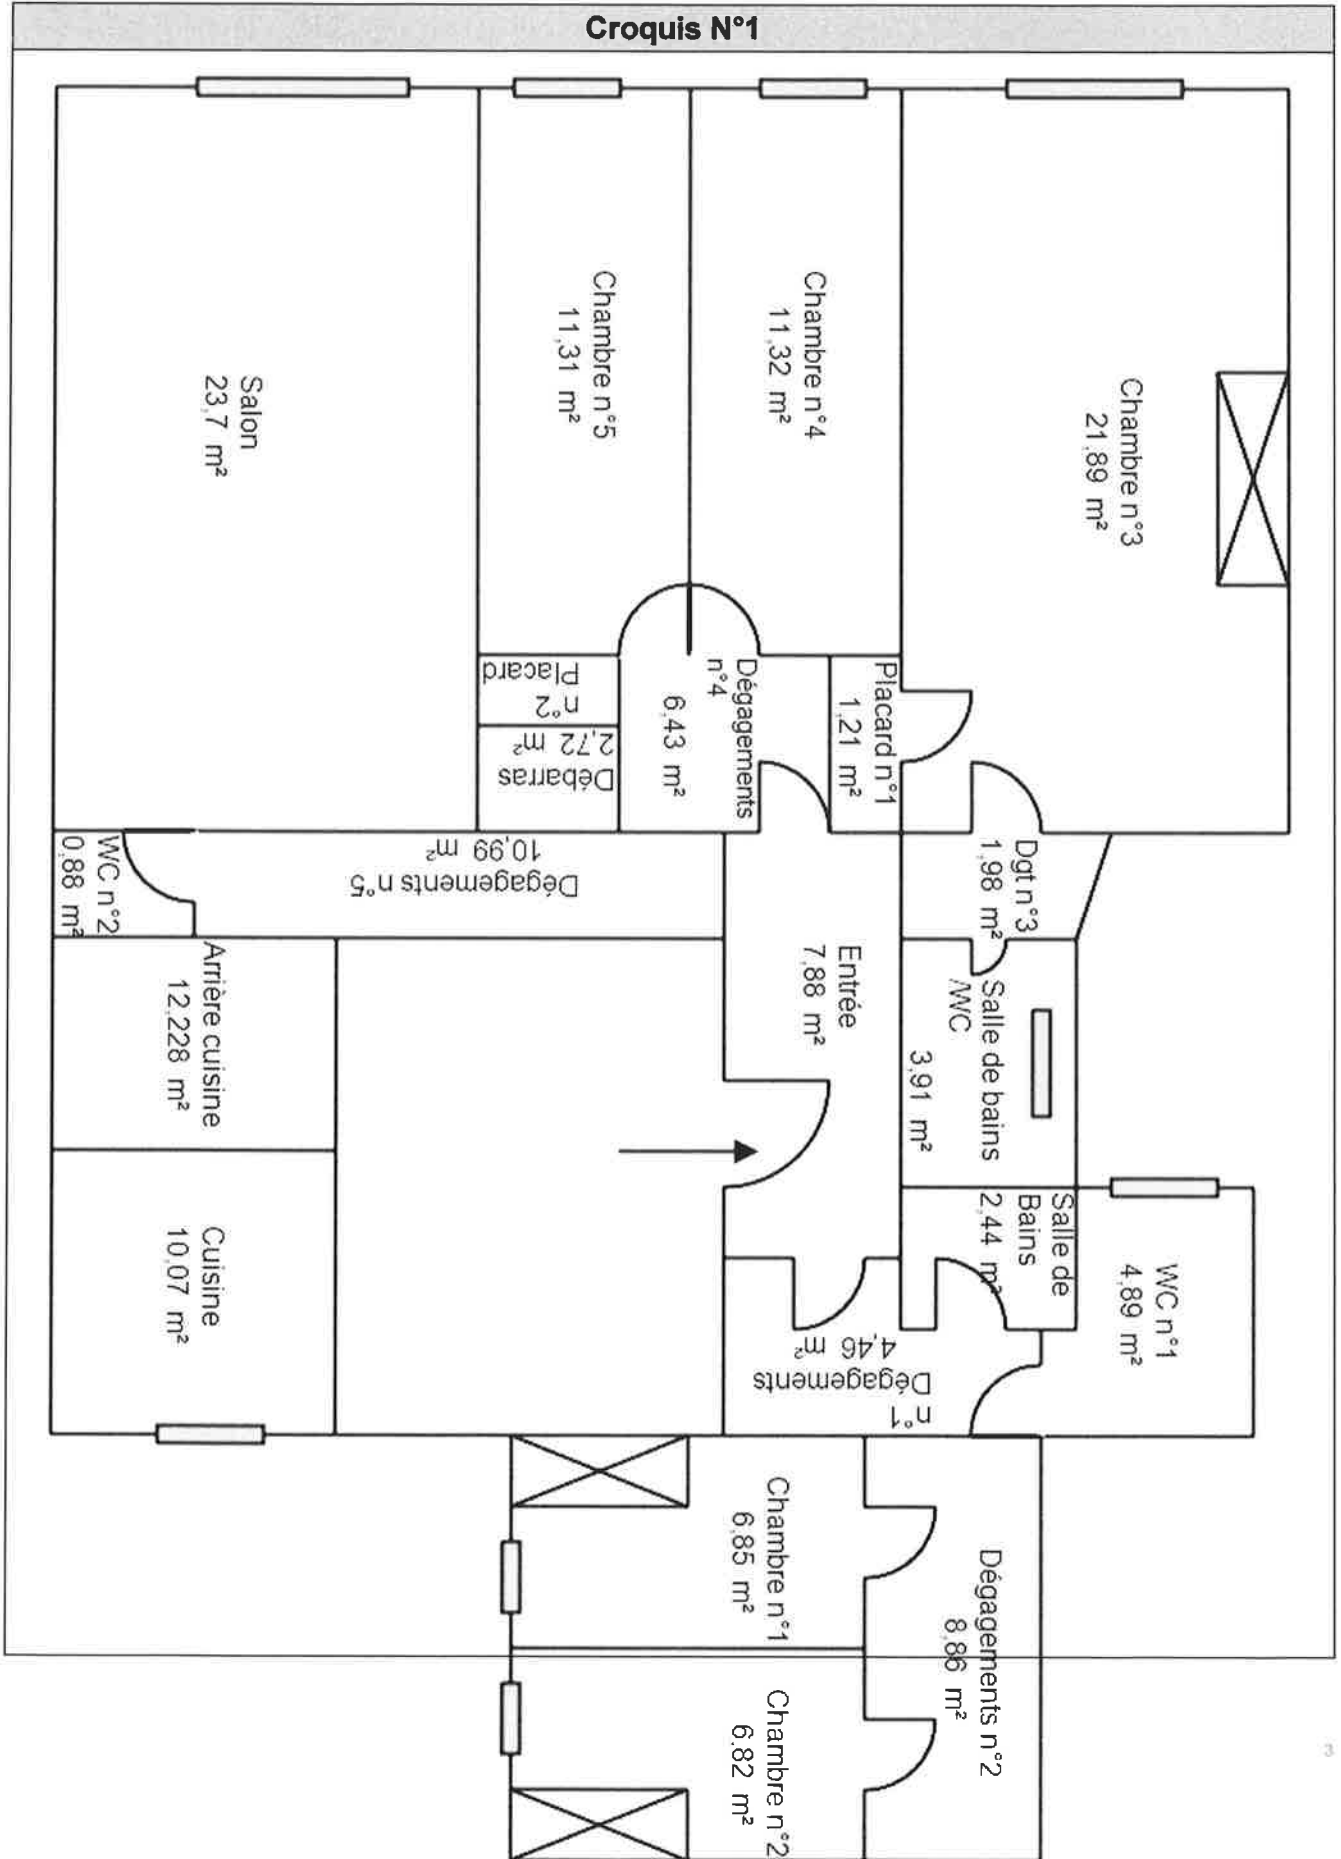 Croquis N°1
Chambre n°3
21,89 m²
Chambre n°4
11,32 m²
Chambre n°5
11,31 m²
Salon
23,7 m²
Placard n°1
1,21 m²
Dégagements
n°4
6,43 m²
Placard
n°2
Débarras
2,72 m²
Dgt n°3
1,98 m²
Dégagements n°5
10,99 m²
WC n°2
0,88 m²
Entrée
7,88 m²
Salle de bains
/WC
3,91 m²
Arrière cuisine
12,228 m²
Salle de
Bains
2,44 m²
WC n°1
4,89 m²
Cuisine
10,07 m²
n°1
Dégagements
4,46 m²
Chambre n°1
6,85 m²
Dégagements n°2
8,86 m²
Chambre n°2
6,82 m²
3